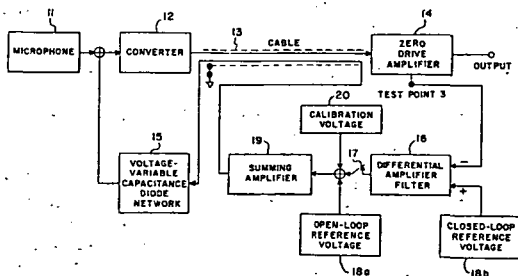 11
MICROPHONE
12
CONVERTER
13
CABLE
14
ZERO
DRIVE
AMPLIFIER
OUTPUT
TEST POINT 3
20
CALIBRATION
VOLTAGE
15
VOLTAGE-
VARIABLE
CAPACITANCE
DIODE
NETWORK
19
SUMMING
AMPLIFIER
17
16
DIFFERENTIAL
AMPLIFIER
FILTER
−
+
OPEN-LOOP
REFERENCE
VOLTAGE
18a
CLOSED-LOOP
REFERENCE
VOLTAGE
18b